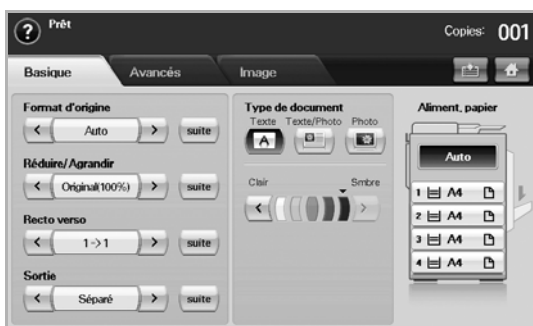 ? Prêt
Copies: 001
Basique Avancés Image
Format d'origine
Auto suite
Réduire/Agrandir
Original(100%) suite
Recto verso
1->1 suite
Sortie
Séparé suite
Type de document
Texte Texte/Photo Photo
A
Clair Smbre
Aliment. papier
Auto
1 A4
2 A4
3 A4
4 A4